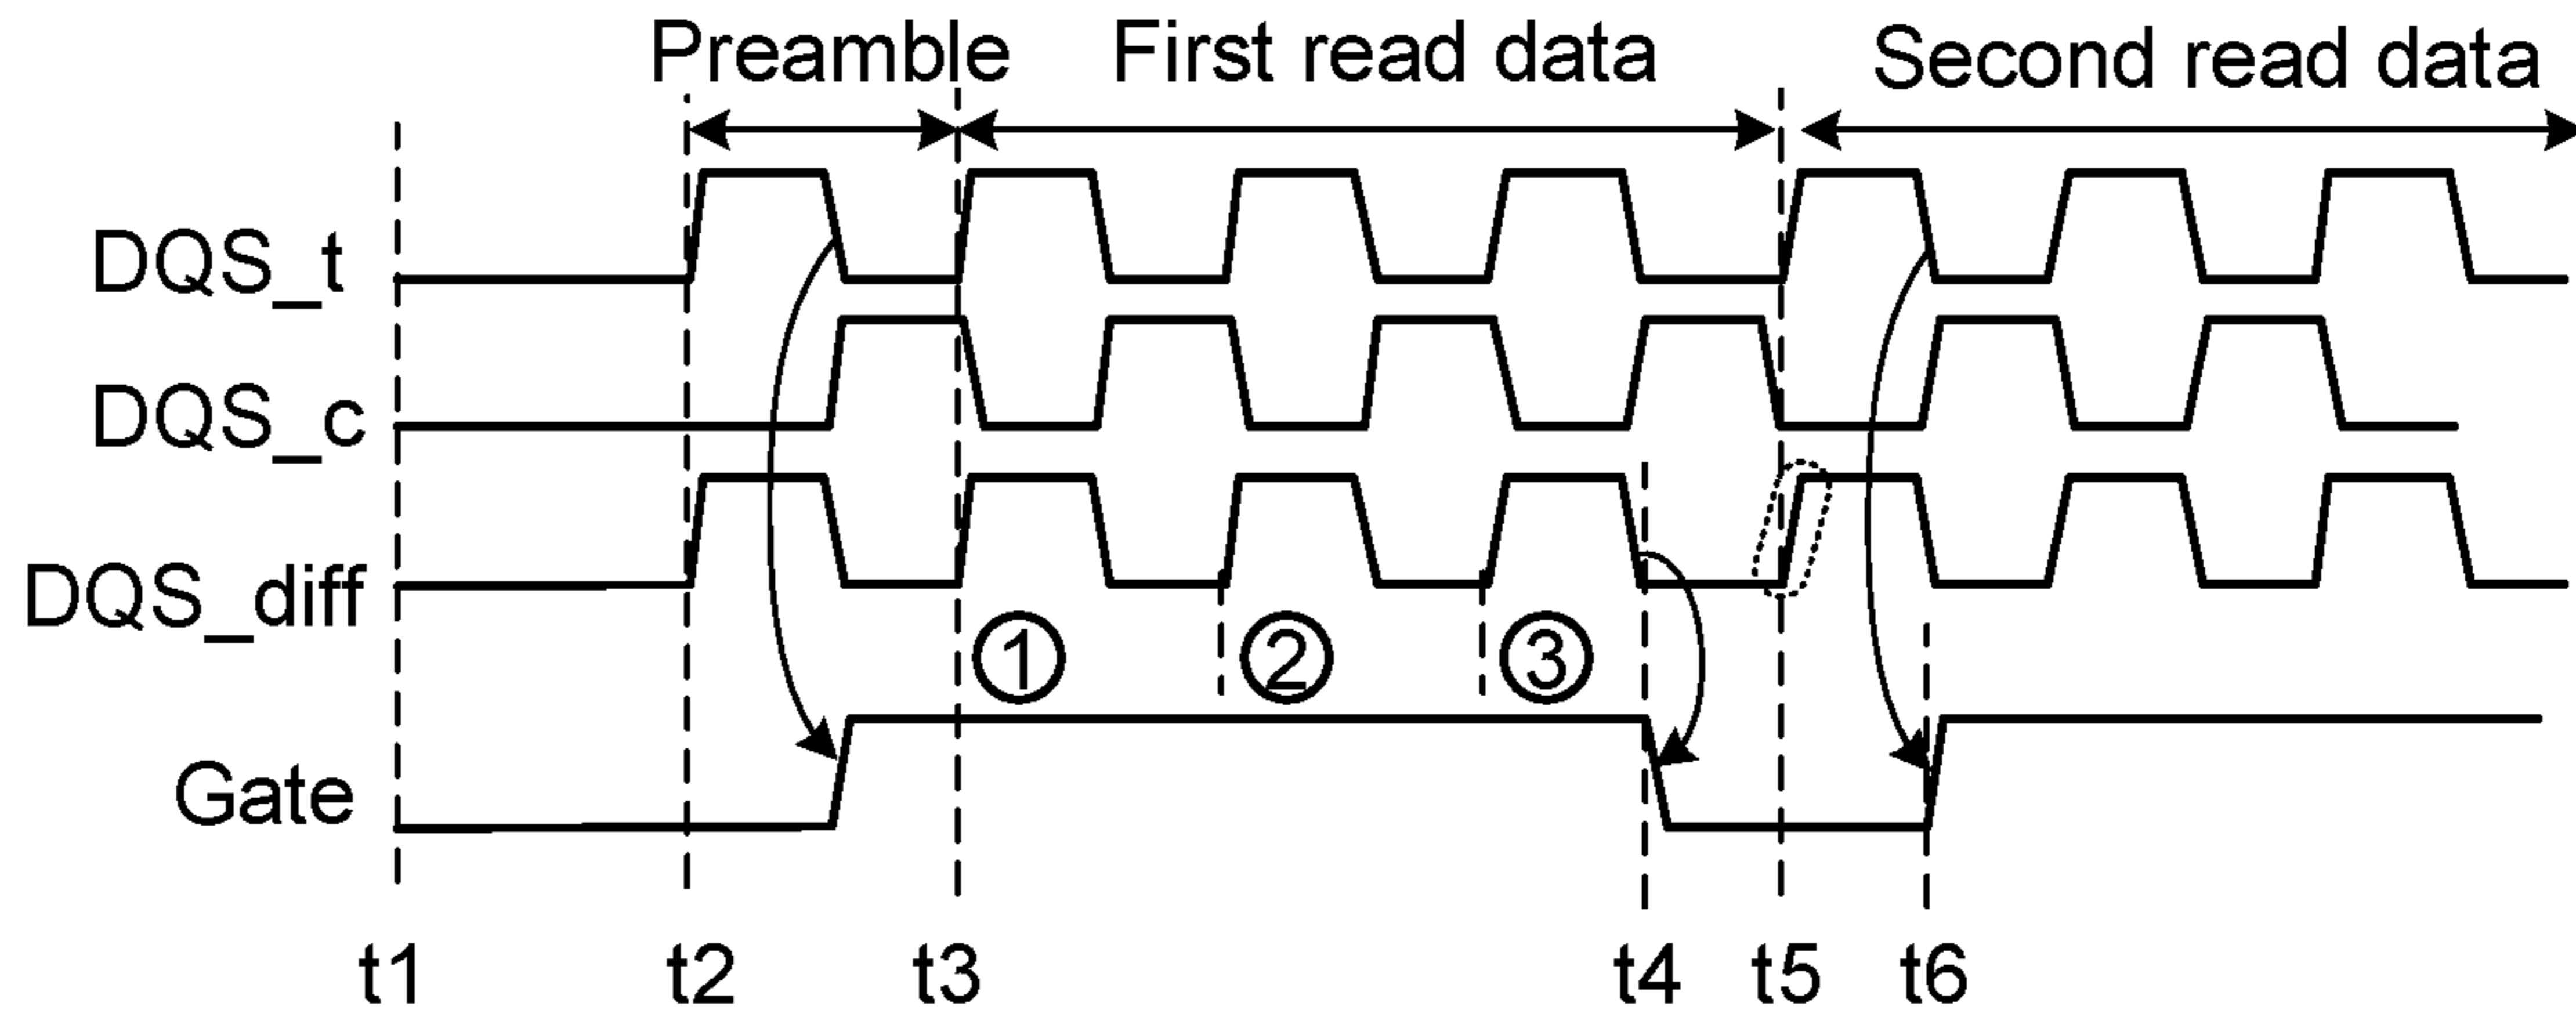 Preamble First read data Second read data
DQS_t
DQS_c
DQS_diff
1 2 3
Gate
t1 t2 t3 t4 t5 t6